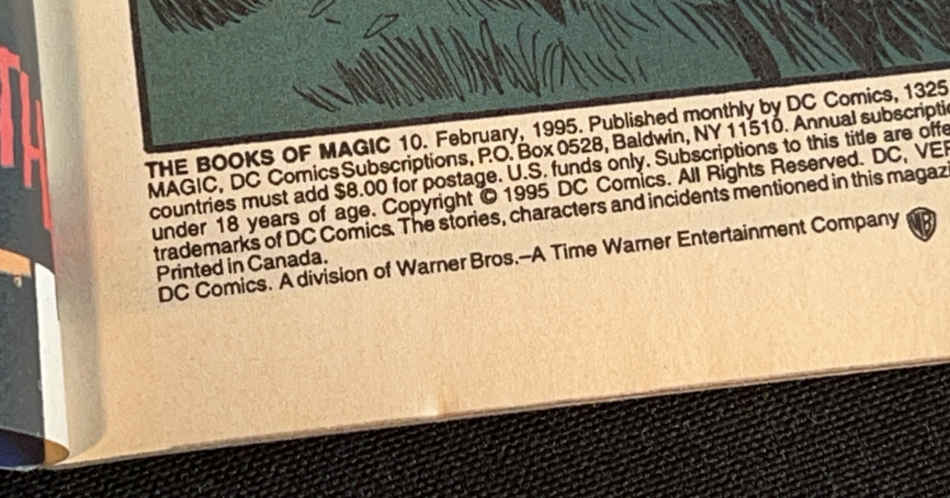 TH
THE BOOKS OF MAGIC 10. February, 1995. Published monthly by DC Comics, 1325
MAGIC, DC Comics Subscriptions, P.O. Box 0528, Baldwin, NY 11510. Annual
countries must add $8.00 for postage. U.S. funds only. Subscriptions to this title are
under 18 years of age. Copyright © 1995 DC Comics. All Rights Reserved. DC,
trademarks of DC Comics. The stories, characters and incidents mentioned in this
Printed in Canada.
DC Comics. A division of Warner Bros.—A Time Warner Entertainment Company WB